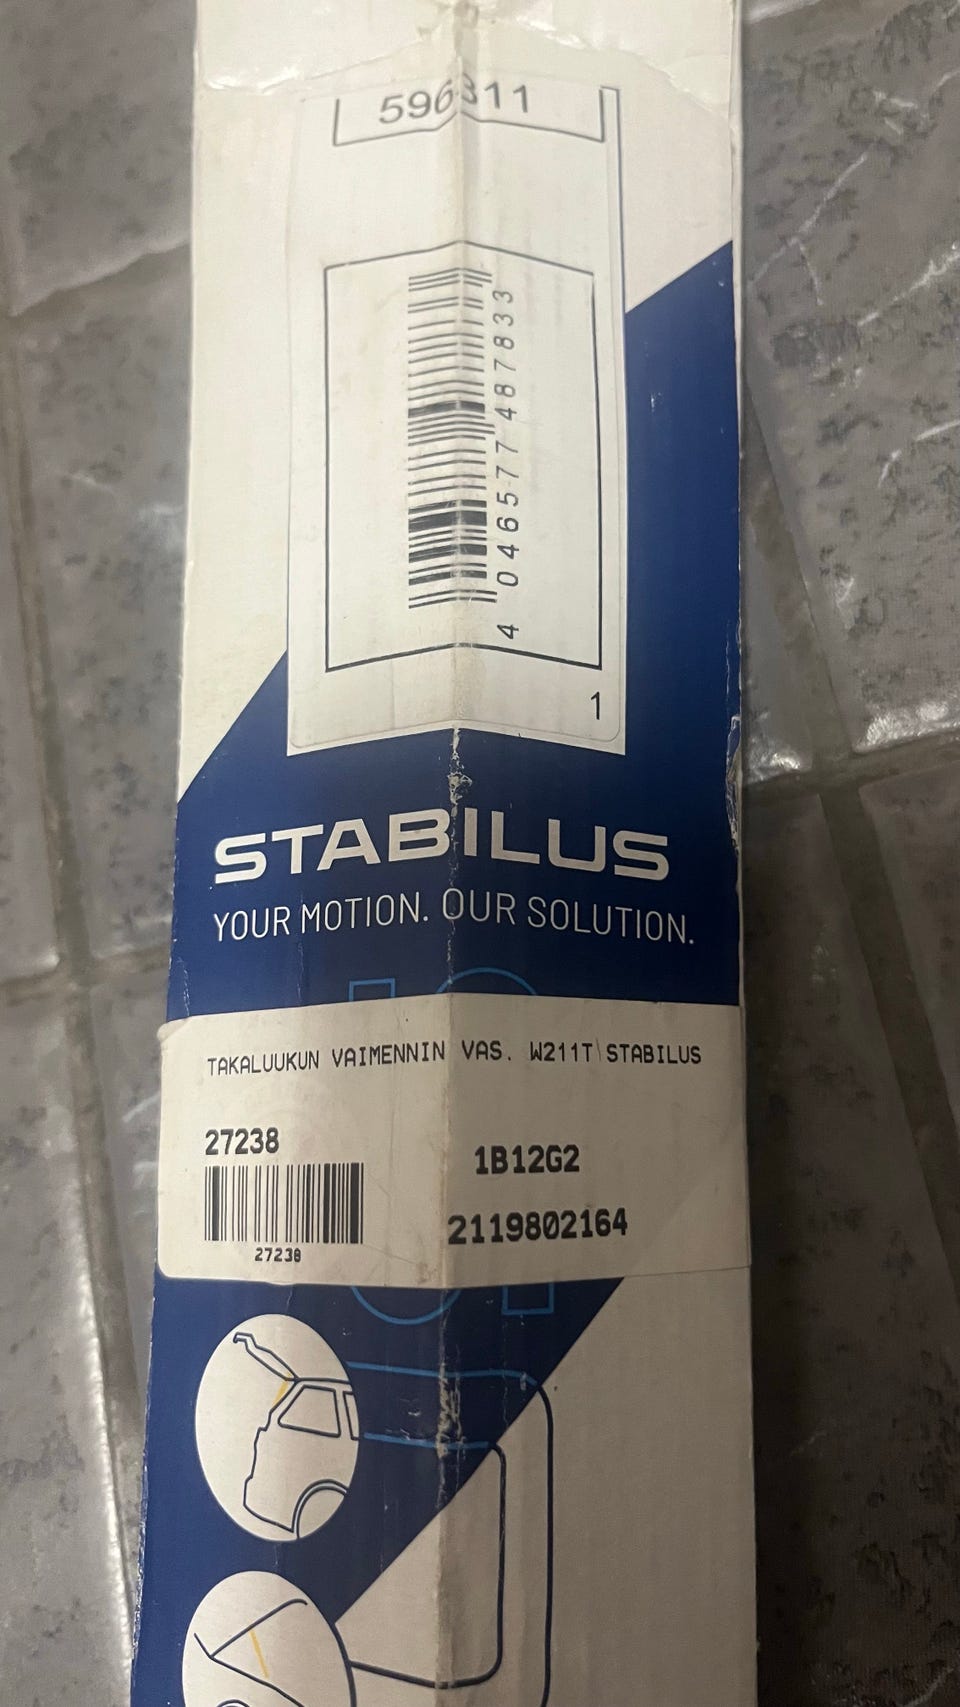 596311
4 046577 487833
1
STABILUS
YOUR MOTION. OUR SOLUTION.
TAKALUUKUN VAIMENNIN VAS. W211T STABILUS
27238
1B12G2
2119802164
27238